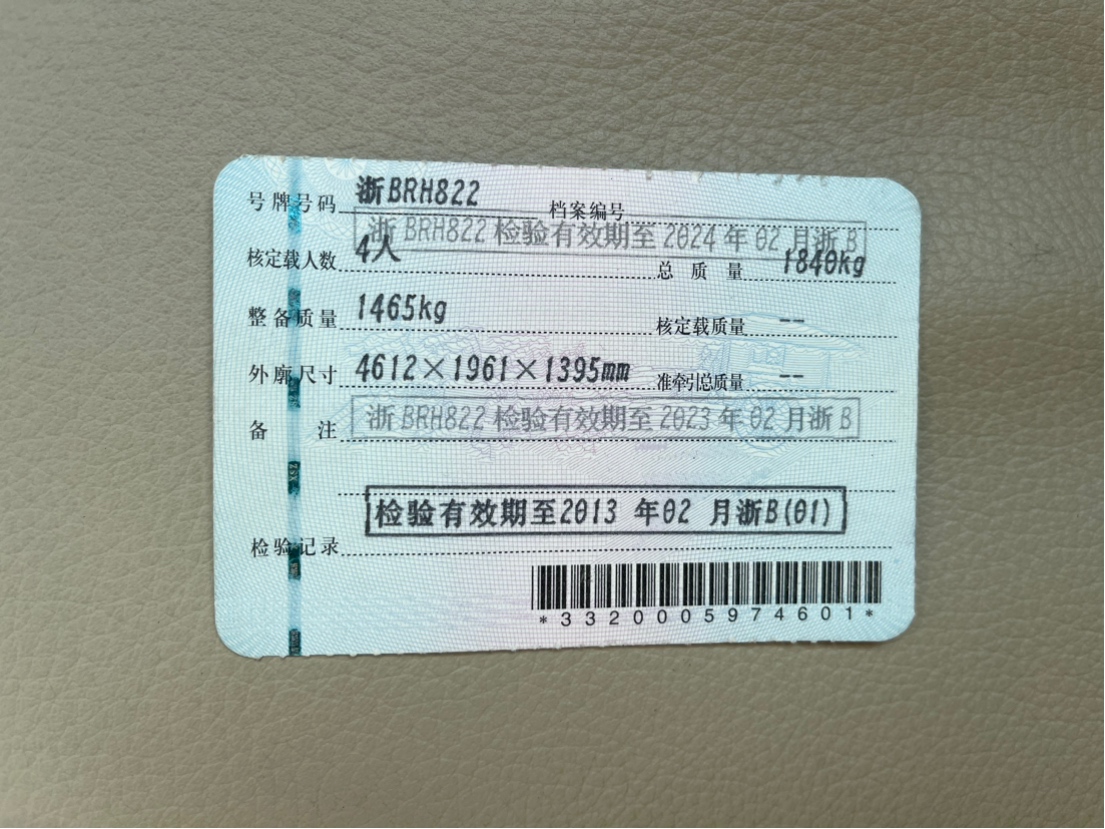 号牌号码 浙BRH822 档案编号
浙BRH822检验有效期至2024年02月浙B
核定载人数 4人 总质量 1840kg
整备质量 1465kg 核定载质量 --
外廓尺寸 4612×1961×1395mm 准牵引总质量 --
浙BRH822检验有效期至2023年02月浙B
备注
检验有效期至2013年02月浙B(01)
检验记录
*3320005974601*